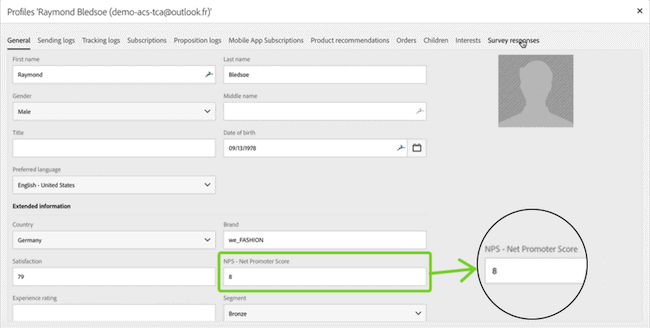 Profiles 'Raymond Bledsoe (demo-acs-tca@outlook.fr)'
General Sending logs Tracking logs Subscriptions Proposition logs Mobile App Subscriptions Product recommendations Orders Children Interests Survey responses
First name Last name
Raymond Bledsoe
Gender Middle name
Male
Title Date of birth
09/13/1978
Preferred language
English - United States
Extended information
Country Brand
Germany we_FASHION
Satisfaction NPS - Net Promoter Score
79 8
Experience rating Segment
Bronze
NPS - Net Promoter Score
8